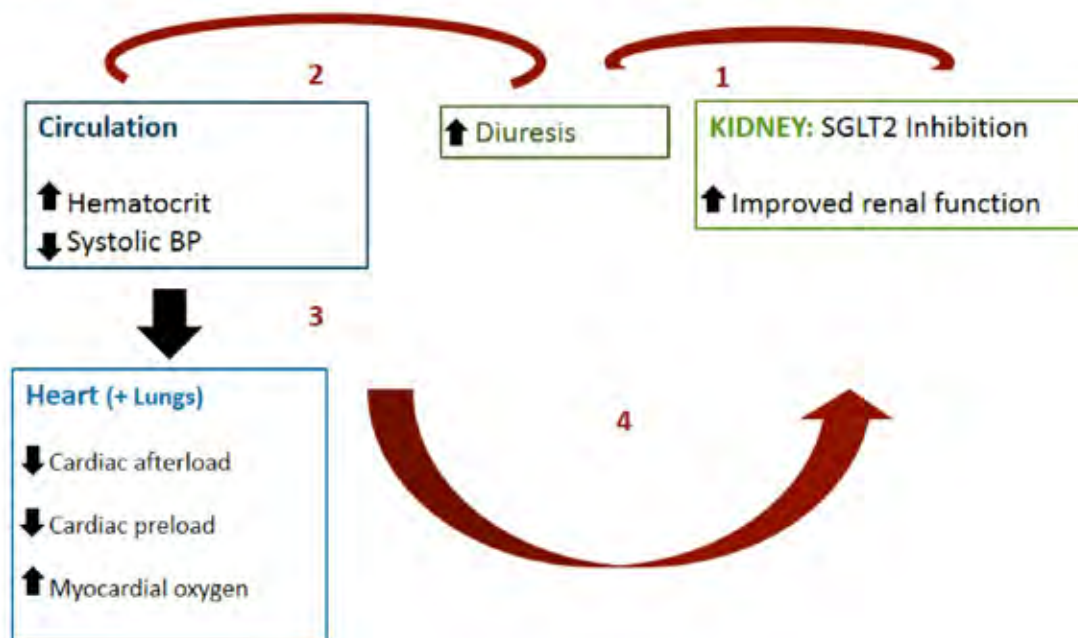 2
1
Circulation
Hematocrit
Systolic BP
Diuresis
KIDNEY: SGLT2 Inhibition
Improved renal function
3
Heart (+ Lungs)
Cardiac afterload
Cardiac preload
Myocardial oxygen
4